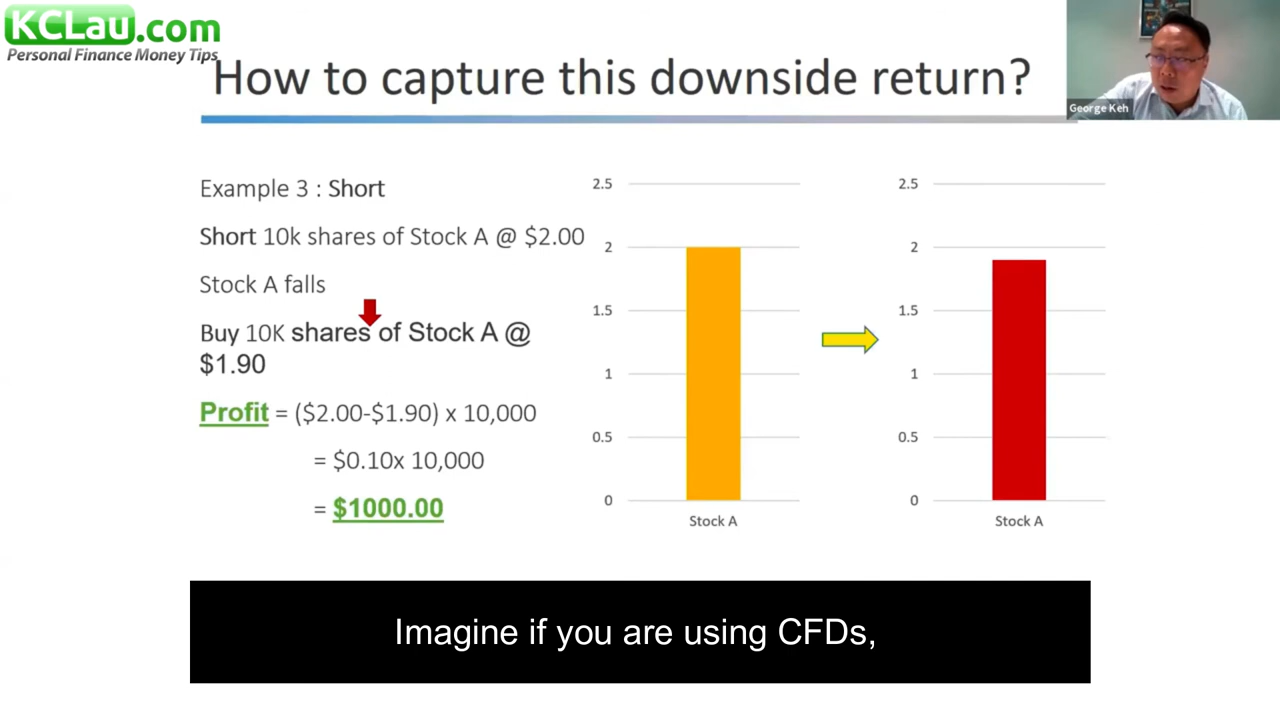 KCLau.com
Personal Finance Money Tips
How to capture this downside return?
George Keh
Example 3 : Short
Short 10k shares of Stock A @ $2.00
Stock A falls
Buy 10K shares of Stock A @
$1.90
Profit = ($2.00-$1.90) x 10,000
= $0.10x 10,000
= $1000.00
2.5
2
1.5
1
0.5
0
Stock A
2.5
2
1.5
1
0.5
0
Stock A
Imagine if you are using CFDs,